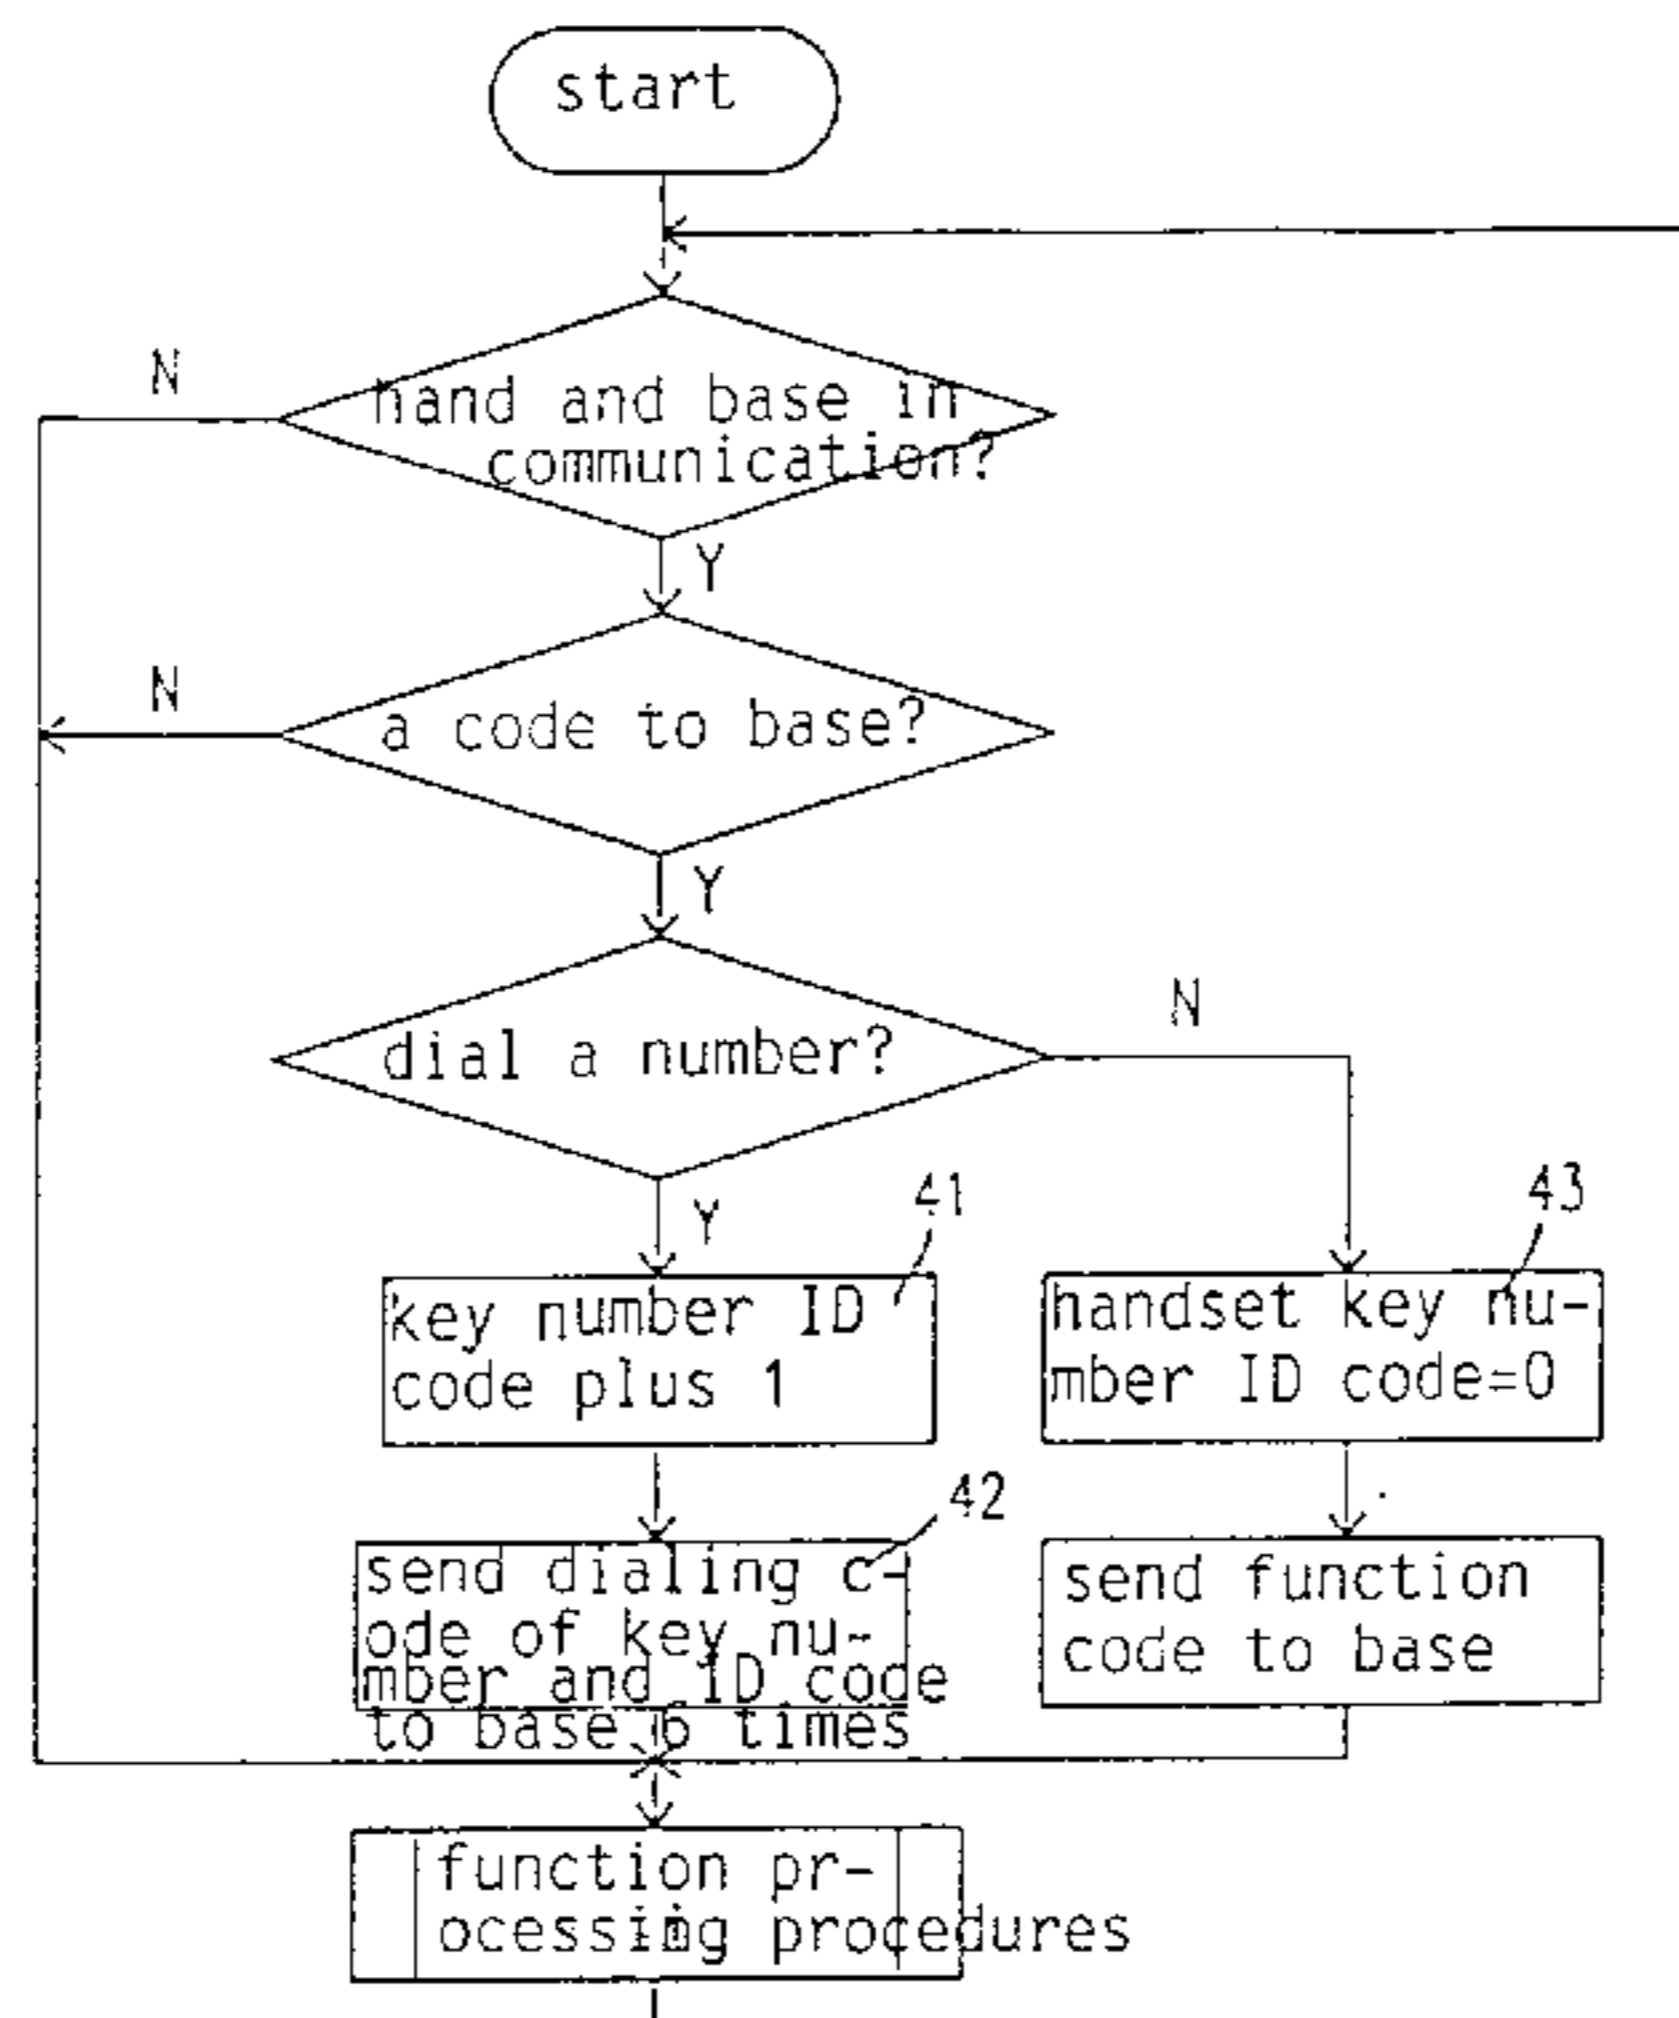 start
N
hand and base in
communication?
Y
N
a code to base?
Y
dial a number?
N
Y
41
43
key number ID
code plus 1
handset key nu-
mber ID code=0
42
send dialing c-
ode of key nu-
mber and ID code
to base 6 times
send function
code to base
function pr-
ocessing procedures